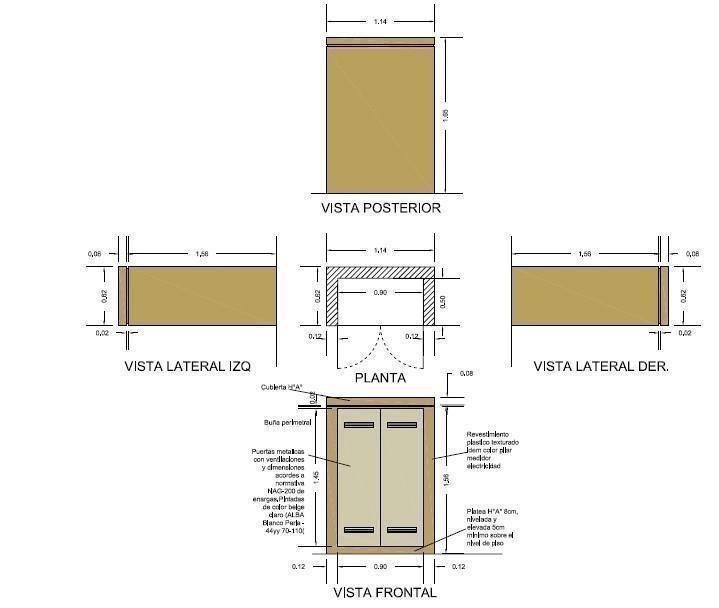 1.14
1.65
VISTA POSTERIOR
0.08
1.56
0.62
0.02
VISTA LATERAL IZQ
1.14
0.90
0.62
0.50
0.12
0.12
PLANTA
1.56
0.08
0.62
0.02
VISTA LATERAL DER.
Cubierta H°A°
0.02
0.08
Buña perimetral
Puertas metalicas
con ventilaciones
y dimensiones
acordes a
normativa
NAG-200 de
enargas.Pintadas
de color beige
claro (ALBA
Blanco Perla -
44yy 70-110(
1.45
1.56
Revestimiento
plastico texturado
idem color pilar
medidor
electricidad
Platea H°A° 8cm,
nivelada y
elevada 5cm
minimo sobre el
nivel de piso
0.12
0.90
0.12
VISTA FRONTAL